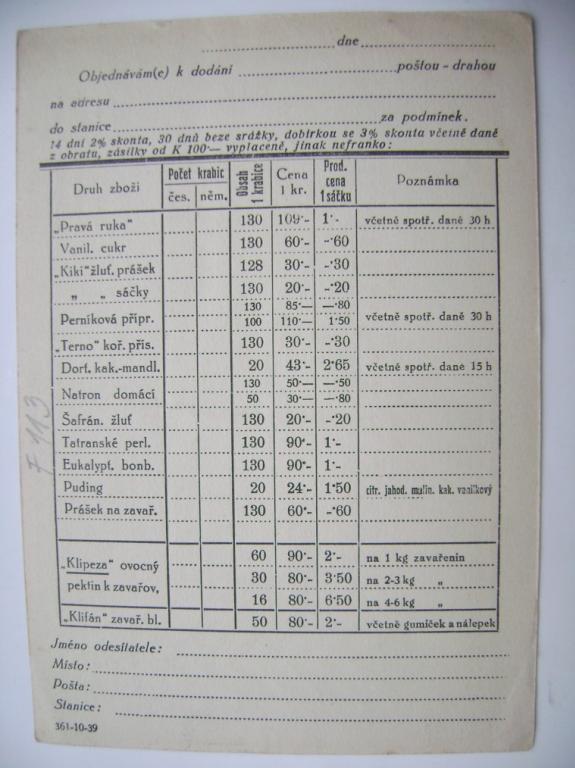 dne
Objednávám(e) k dodání poštou - drahou
na adresu
do stanice za podmínek.
14 dní 2% skonta, 30 dnů beze srážky, dobírkou se 3% skonta včetně daně
z obratu, zásilky od K 100·— vyplaceně, jinak nefranko:
Druh zboží Počet krabic čes. něm. Obsah 1 krabice Cena 1 kr. Prod. cena 1 sáčku Poznámka
„Pravá ruka" 130 109·- 1·- včetně spotř. daně 30 h
Vanil. cukr 130 60·- -·60
„Kiki" žluť. prášek 128 30·- -·30
„ „ sáčky 130 20·- -·20
130 85·— —·80
Perníková přípr. 100 110·— 1·50 včetně spotř. daně 30 h
„Terno" koř. přís. 130 30·- -·30
Dort. kak.-mandl. 20 43·- 2·65 včetně spotř. daně 15 h
130 50·— —·50
Natron domácí 50 30·— —·80
Šafrán. žluť 130 20·- -·20
Tatranské perl. 130 90·- 1·-
Eukalypt. bonb. 130 90·- 1·-
Puding 20 24·- 1·50 citr. jahod. malin. kak. vanilkový
Prášek na zavař. 130 60·- -·60
„Klipeza" ovocný 60 90·- 2·- na 1 kg zavařenin
pektin k zavařov. 30 80·- 3·50 na 2-3 kg „
16 80·- 6·50 na 4-6 kg „
„Klifán" zavař. bl. 50 80·- 2·- včetně gumiček a nálepek
Jméno odesilatele:
Místo:
Pošta:
Stanice:
361-10-39
F 113